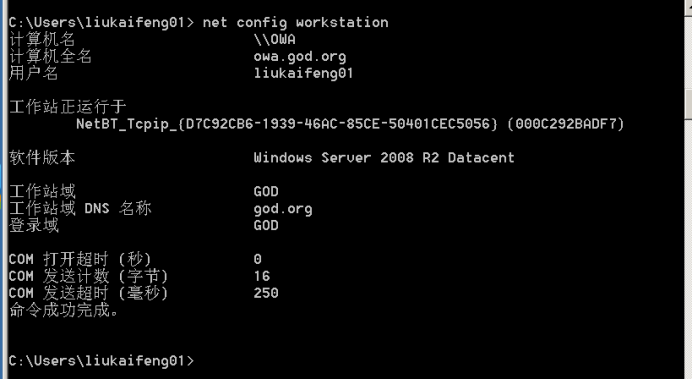 C:\Users\liukaifeng01> net config workstation
计算机名 \\OWA
计算机全名 owa.god.org
用户名 liukaifeng01
工作站正运行于
NetBT_Tcpip_{D7C92CB6-1939-46AC-85CE-50401CEC5056} (000C292BADF7)
软件版本 Windows Server 2008 R2 Datacent
工作站域 GOD
工作站域 DNS 名称 god.org
登录域 GOD
COM 打开超时 (秒) 0
COM 发送计数 (字节) 16
COM 发送超时 (毫秒) 250
命令成功完成。
C:\Users\liukaifeng01>